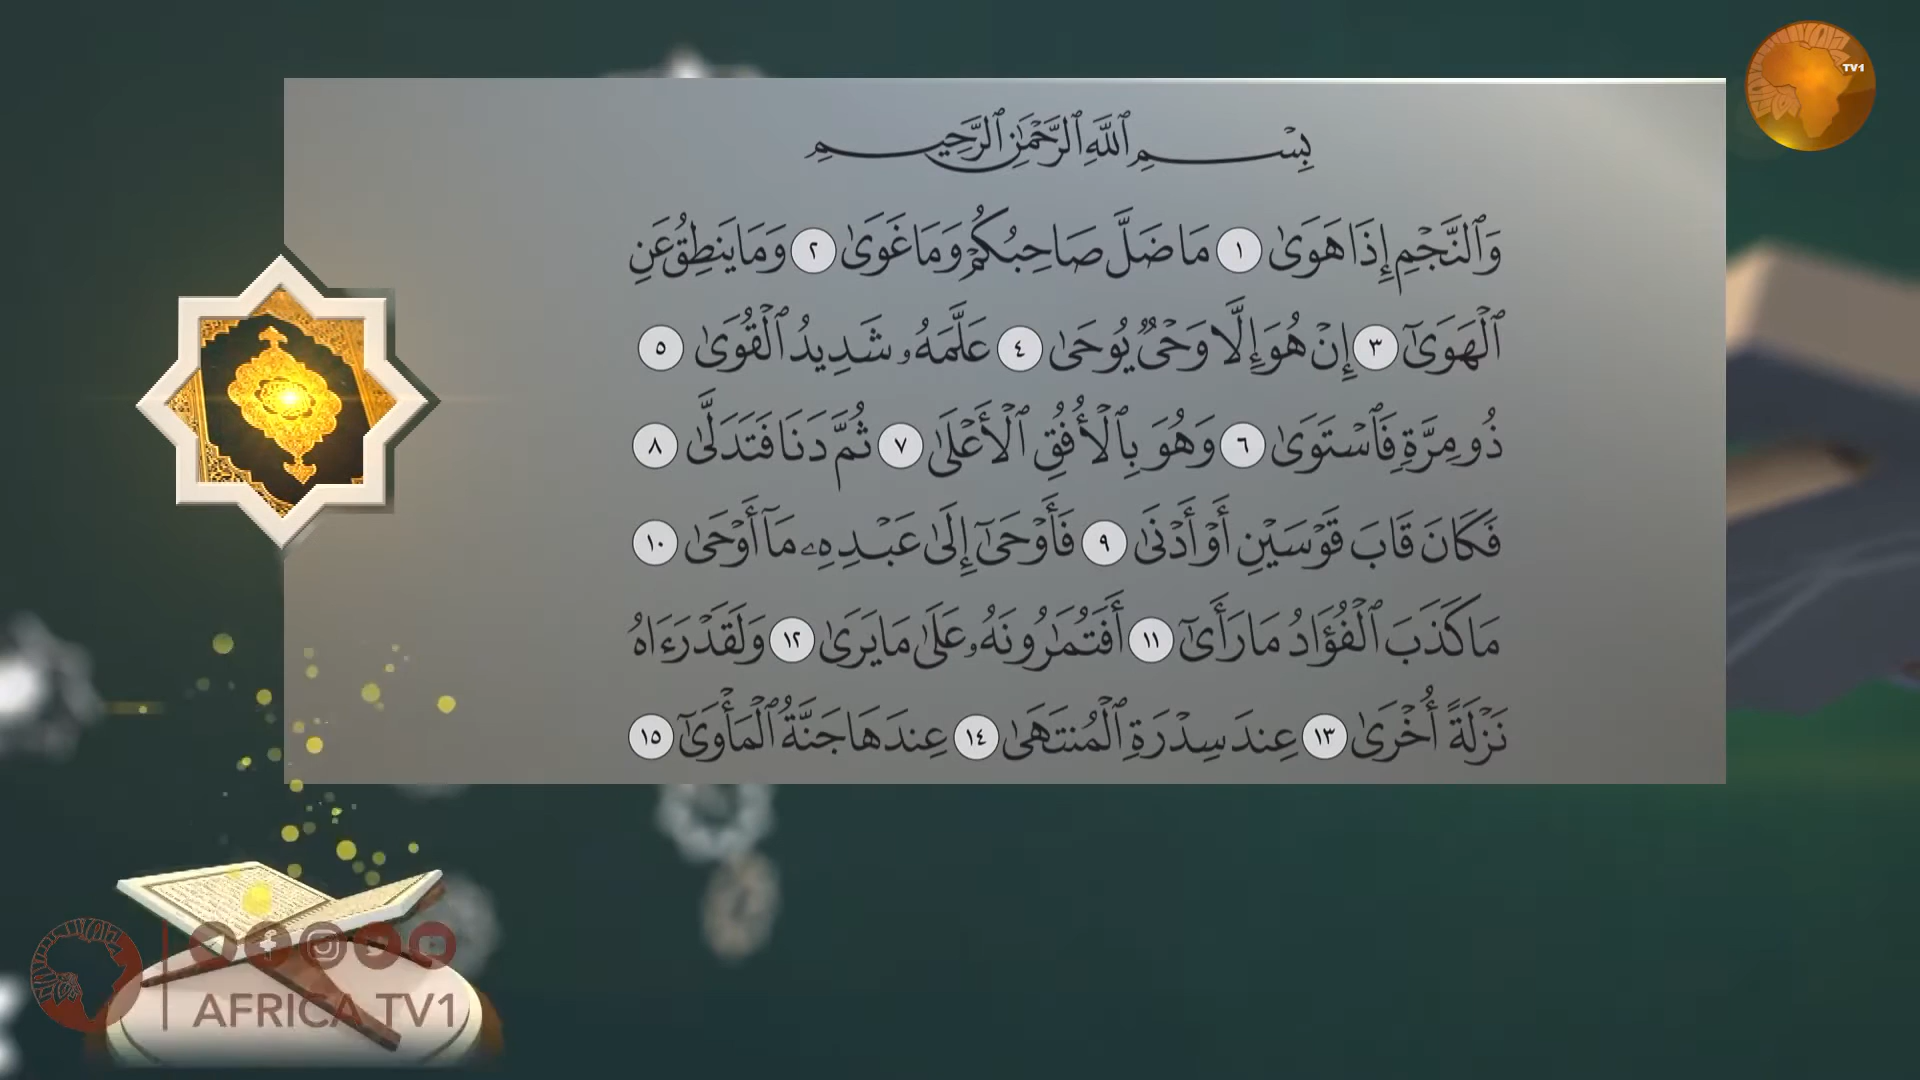 TV1
بِسْمِ ٱللَّهِ ٱلرَّحْمَٰنِ ٱلرَّحِيمِ
وَٱلنَّجْمِ إِذَا هَوَىٰ ١ مَا ضَلَّ صَاحِبُكُمْ وَمَا غَوَىٰ ٢ وَمَا يَنطِقُ عَنِ
ٱلْهَوَىٰٓ ٣ إِنْ هُوَ إِلَّا وَحْىٌ يُوحَىٰ ٤ عَلَّمَهُۥ شَدِيدُ ٱلْقُوَىٰ ٥
ذُو مِرَّةٍ فَٱسْتَوَىٰ ٦ وَهُوَ بِٱلْأُفُقِ ٱلْأَعْلَىٰ ٧ ثُمَّ دَنَا فَتَدَلَّىٰ ٨
فَكَانَ قَابَ قَوْسَيْنِ أَوْ أَدْنَىٰ ٩ فَأَوْحَىٰٓ إِلَىٰ عَبْدِهِۦ مَآ أَوْحَىٰ ١٠
مَا كَذَبَ ٱلْفُؤَادُ مَا رَأَىٰٓ ١١ أَفَتُمَٰرُونَهُۥ عَلَىٰ مَا يَرَىٰ ١٢ وَلَقَدْ رَءَاهُ
نَزْلَةً أُخْرَىٰ ١٣ عِندَ سِدْرَةِ ٱلْمُنتَهَىٰ ١٤ عِندَهَا جَنَّةُ ٱلْمَأْوَىٰٓ ١٥
AFRICA TV1